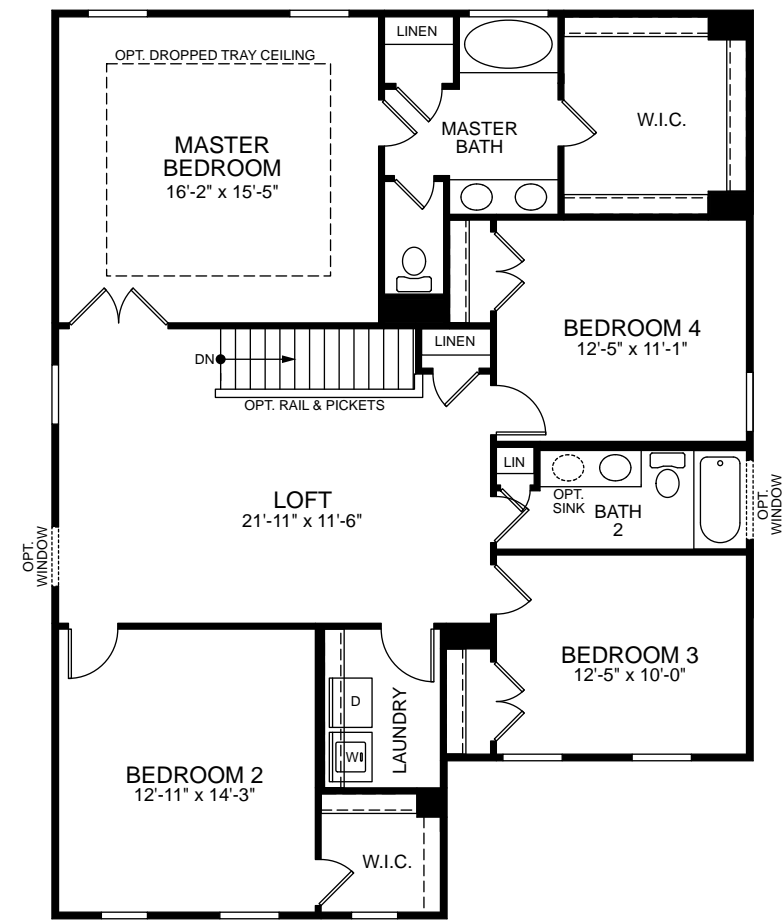 LINEN
OPT. DROPPED TRAY CEILING
MASTER
BEDROOM
16'-2" x 15'-5"
MASTER
BATH
W.I.C.
BEDROOM 4
12'-5" x 11'-1"
LINEN
DN
OPT. RAIL & PICKETS
LIN
OPT.
SINK
BATH
2
OPT.
WINDOW
LOFT
21'-11" x 11'-6"
OPT.
WINDOW
BEDROOM 3
12'-5" x 10'-0"
D
W
LAUNDRY
BEDROOM 2
12'-11" x 14'-3"
W.I.C.